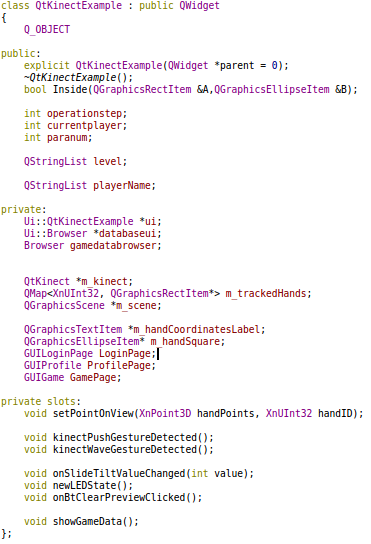 class QtKinectExample : public QWidget
{
    Q_OBJECT
public:
    explicit QtKinectExample(QWidget *parent = 0);
    ~QtKinectExample();
    bool Inside(QGraphicsRectItem &A,QGraphicsEllipseItem &B);
    int operationstep;
    int currentplayer;
    int paranum;
    QStringList level;
    QStringList playerName;
private:
    Ui::QtKinectExample *ui;
    Ui::Browser *databaseui;
    Browser gamedatabrowser;
    QtKinect *m_kinect;
    QMap<XnUInt32, QGraphicsRectItem*> m_trackedHands;
    QGraphicsScene *m_scene;
    QGraphicsTextItem *m_handCoordinatesLabel;
    QGraphicsEllipseItem* m_handSquare;
    GUILoginPage LoginPage;
    GUIProfile ProfilePage;
    GUIGame GamePage;
private slots:
    void setPointOnView(XnPoint3D handPoints, XnUInt32 handID);
    void kinectPushGestureDetected();
    void kinectWaveGestureDetected();
    void onSlideTiltValueChanged(int value);
    void newLEDState();
    void onBtClearPreviewClicked();
    void showGameData();
};